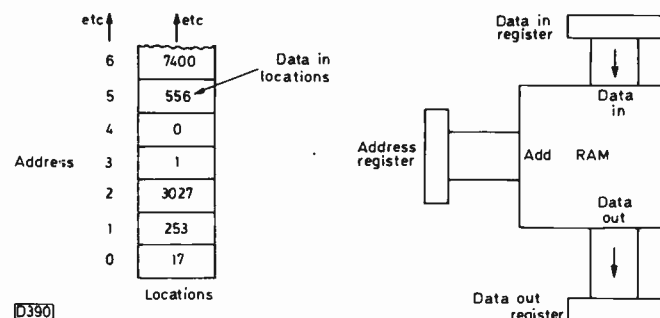 etc etc
6 7400
Data in
locations
5 556
4 0
Address 3 1
2 3027
1 253
0 17
Locations
D390
Data in
register
Data
in
Address
register
Add RAM
Data
out
Data out
register